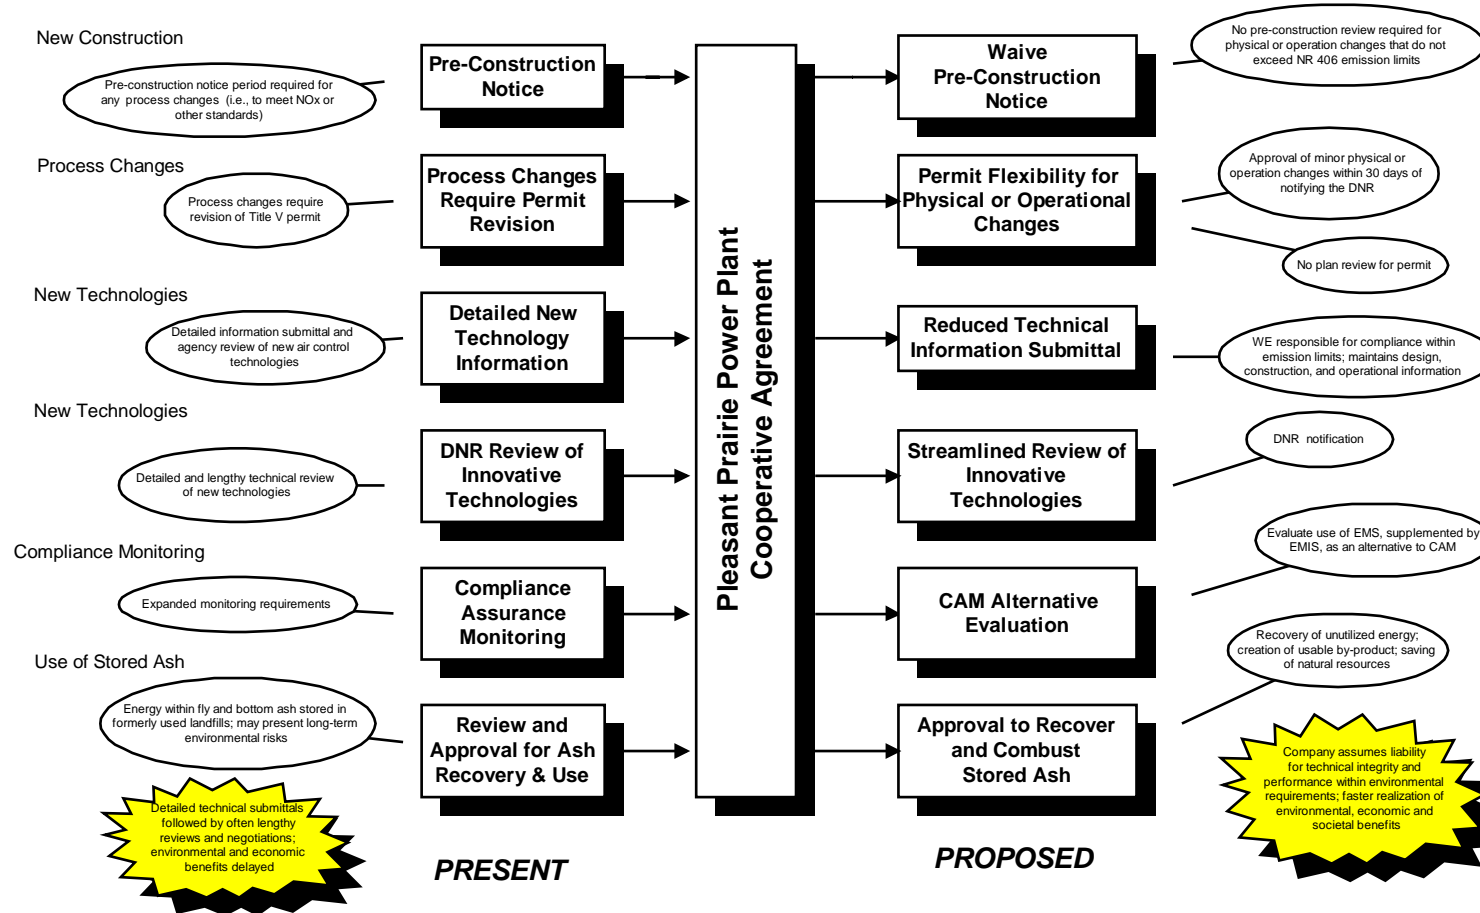 New Construction
Pre-construction notice period required for
any process changes (i.e., to meet NOx or
other standards)
Pre-Construction
Notice
Waive
Pre-Construction
Notice
No pre-construction review required for
physical or operation changes that do not
exceed NR 406 emission limits
Process Changes
Process changes require
revision of Title V permit
Process Changes
Require Permit
Revision
Permit Flexibility for
Physical or Operational
Changes
Approval of minor physical or
operation changes within 30 days of
notifying the DNR
No plan review for permit
New Technologies
Detailed information submittal and
agency review of new air control
technologies
Detailed New
Technology
Information
Reduced Technical
Information Submittal
WE responsible for compliance within
emission limits; maintains design,
construction, and operational information
New Technologies
Detailed and lengthy technical review
of new technologies
DNR Review of
Innovative
Technologies
Streamlined Review of
Innovative
Technologies
DNR notification
Pleasant Prairie Power Plant
Cooperative Agreement
Compliance Monitoring
Expanded monitoring requirements
Compliance
Assurance
Monitoring
CAM Alternative
Evaluation
Evaluate use of EMS, supplemented by
EMIS, as an alternative to CAM
Use of Stored Ash
Energy within fly and bottom ash stored in
formerly used landfills; may present long-term
environmental risks
Review and
Approval for Ash
Recovery & Use
Approval to Recover
and Combust
Stored Ash
Recovery of unutilized energy;
creation of usable by-product; saving
of natural resources
Detailed technical submittals
followed by often lengthy
reviews and negotiations;
environmental and economic
benefits delayed
PRESENT
PROPOSED
Company assumes liability
for technical integrity and
performance within environmental
requirements; faster realization of
environmental, economic and
societal benefits